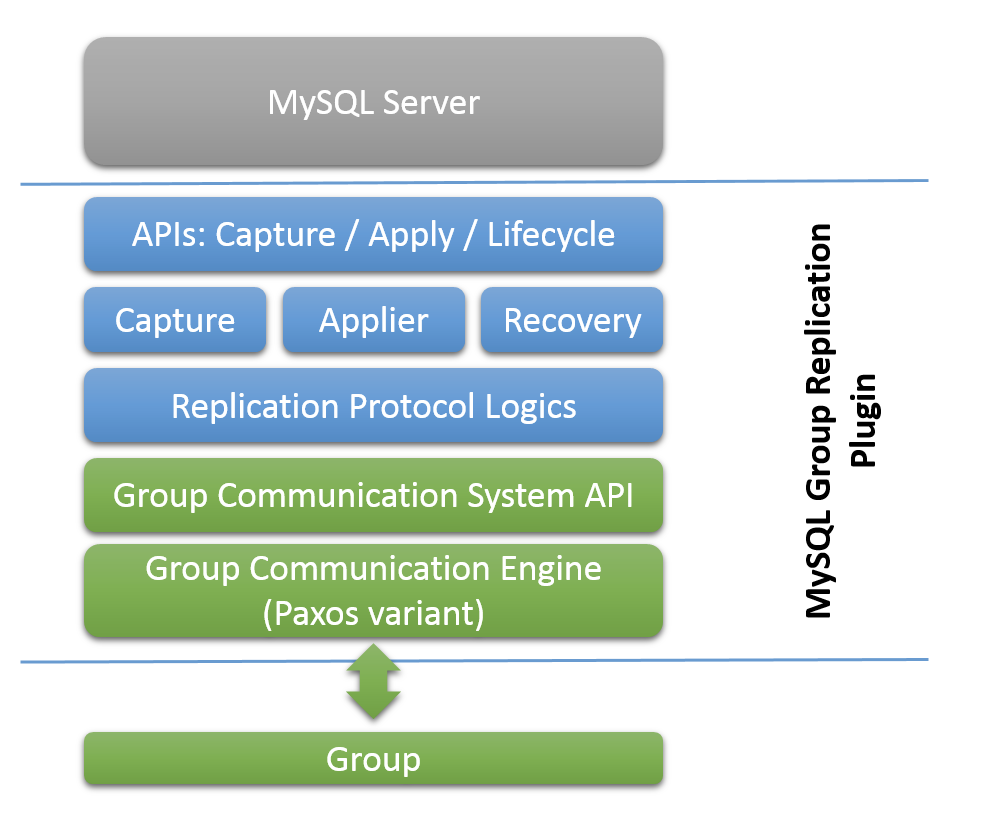 MySQL Server
APIs: Capture / Apply / Lifecycle
Capture
Applier
Recovery
Replication Protocol Logics
Group Communication System API
Group Communication Engine
(Paxos variant)
Group
MySQL Group Replication
Plugin